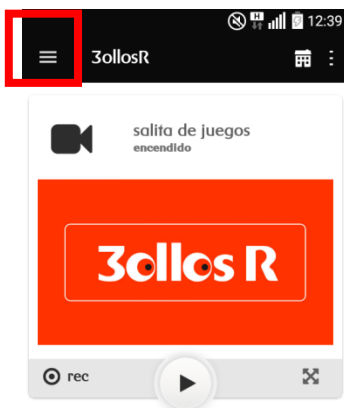 H 12:39
3ollosR
salita de juegos
encendido
3ollos R
rec